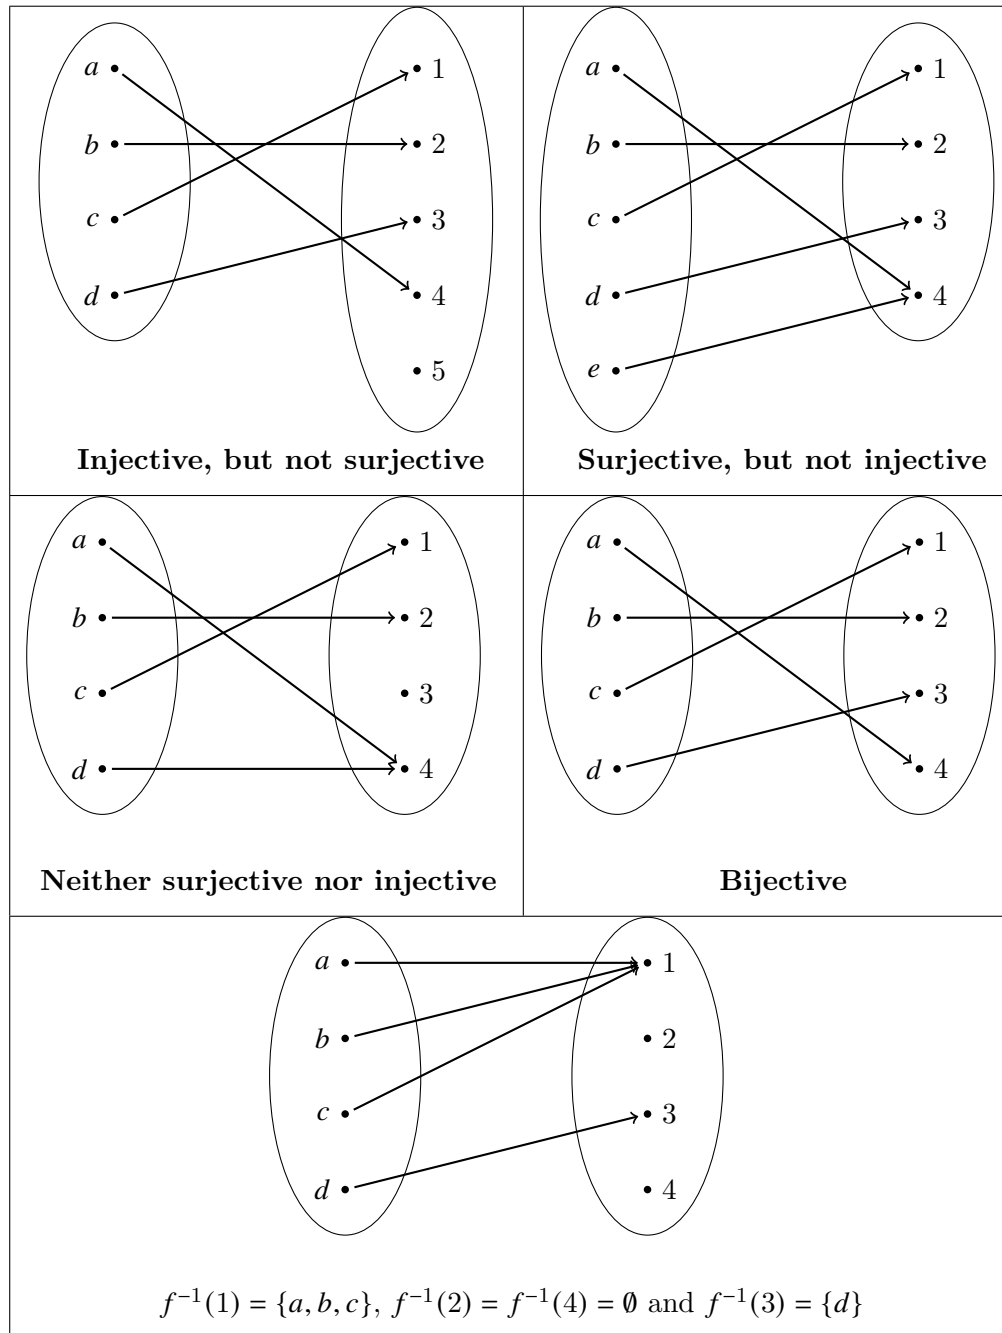 a 1
b 2
c 3
d 4
5
Injective, but not surjective
a 1
b 2
c 3
d 4
e
Surjective, but not injective
a 1
b 2
c 3
d 4
Neither surjective nor injective
a 1
b 2
c 3
d 4
Bijective
a 1
b 2
c 3
d 4
f⁻¹(1) = {a, b, c}, f⁻¹(2) = f⁻¹(4) = ∅ and f⁻¹(3) = {d}